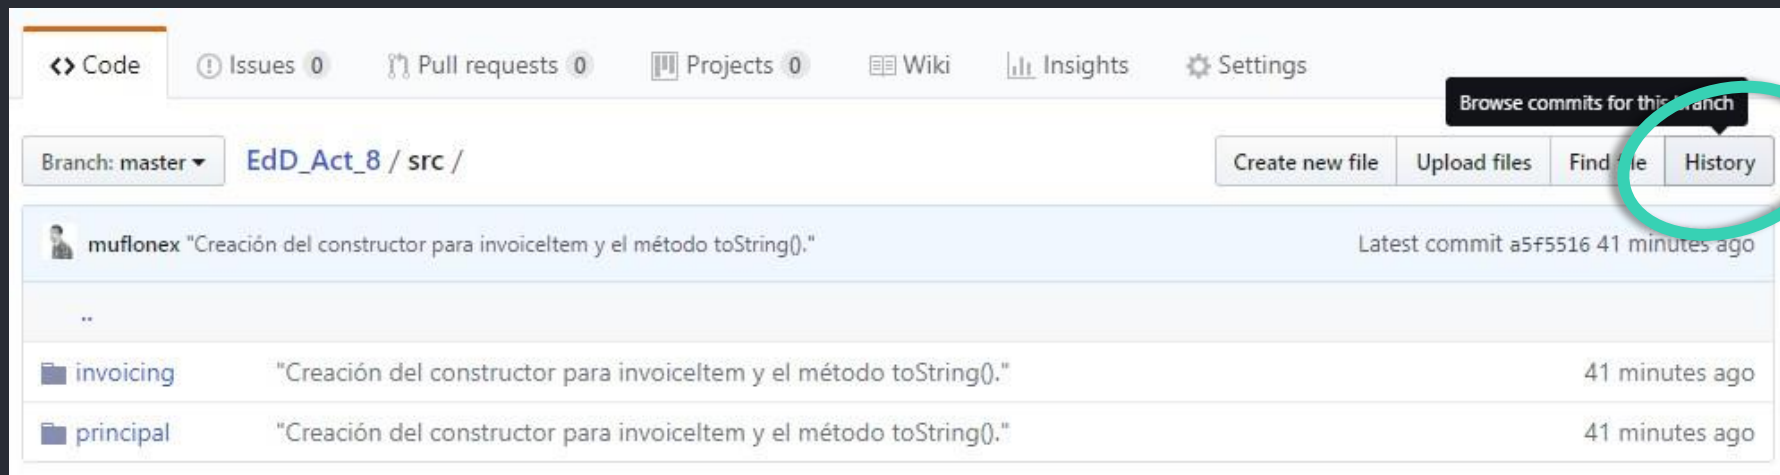 Code Issues 0 Pull requests 0 Projects 0 Wiki Insights Settings
Browse commits for this branch
Branch: master EdD_Act_8 / src / Create new file Upload files Find file History
muflonex "Creación del constructor para invoiceItem y el método toString()." Latest commit a5f5516 41 minutes ago
..
invoicing "Creación del constructor para invoiceItem y el método toString()." 41 minutes ago
principal "Creación del constructor para invoiceItem y el método toString()." 41 minutes ago